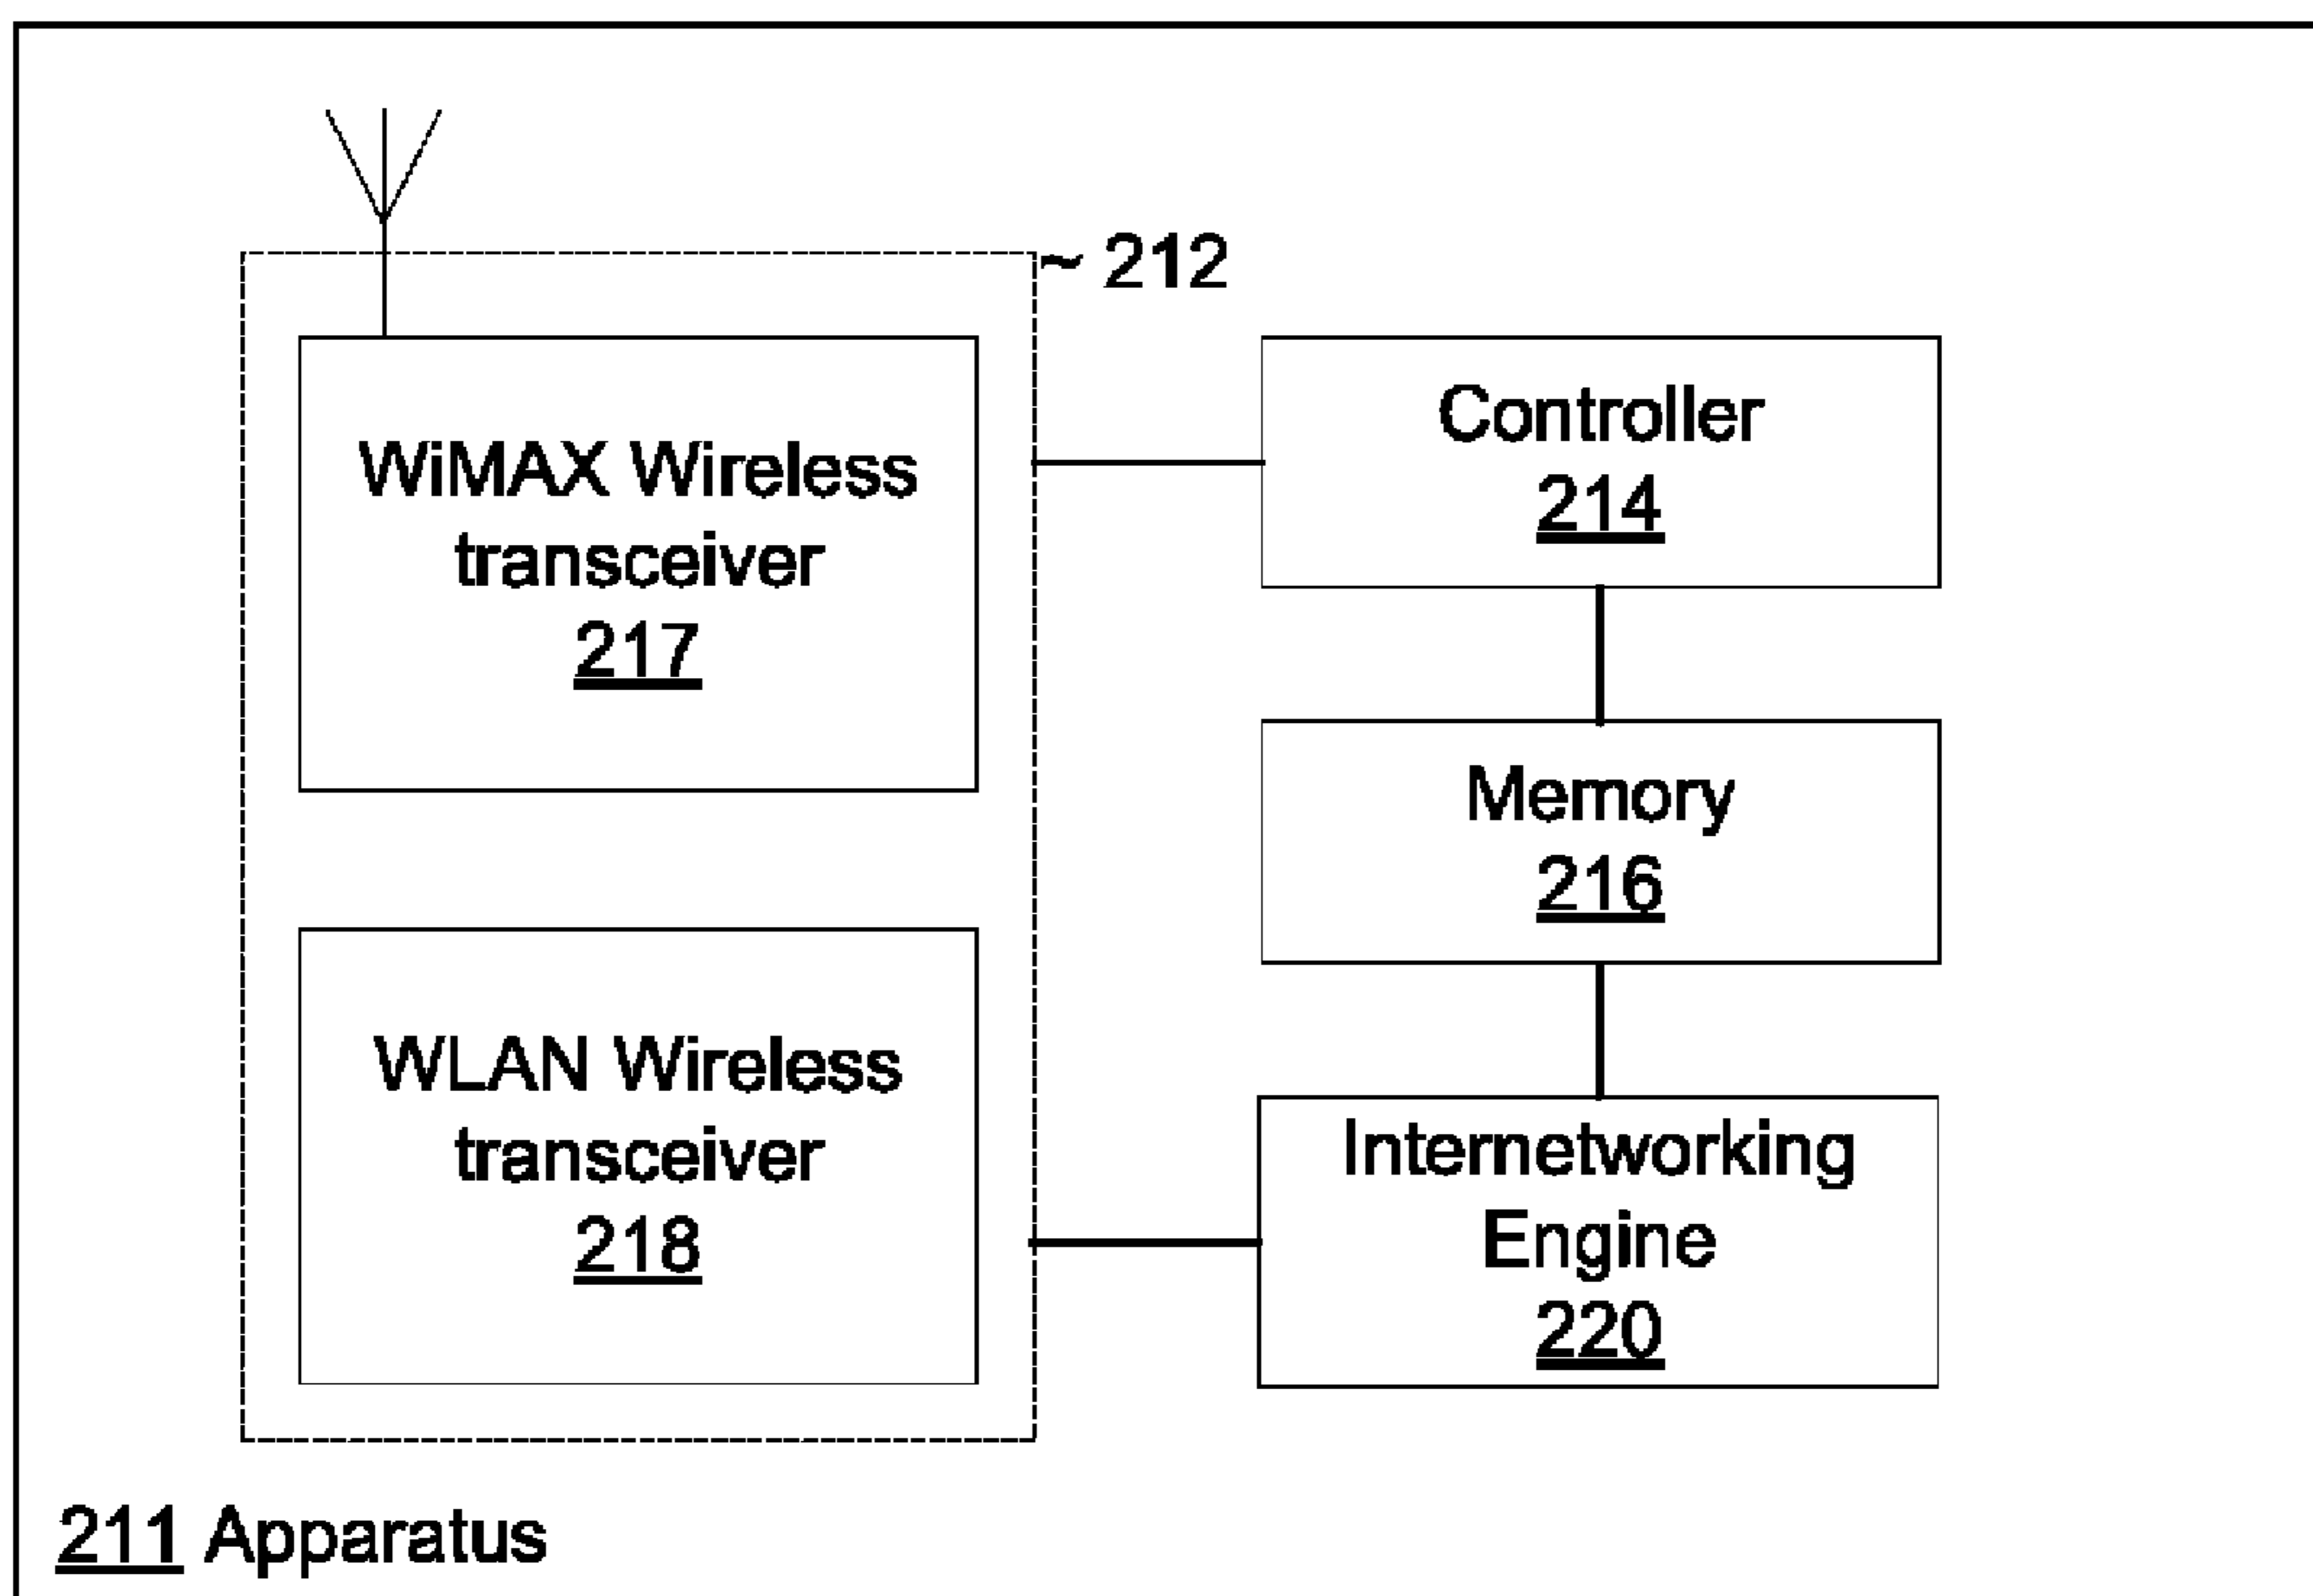 ~ 212
WiMAX Wireless
transceiver
217
Controller
214
Memory
216
WLAN Wireless
transceiver
218
Internetworking
Engine
220
211 Apparatus